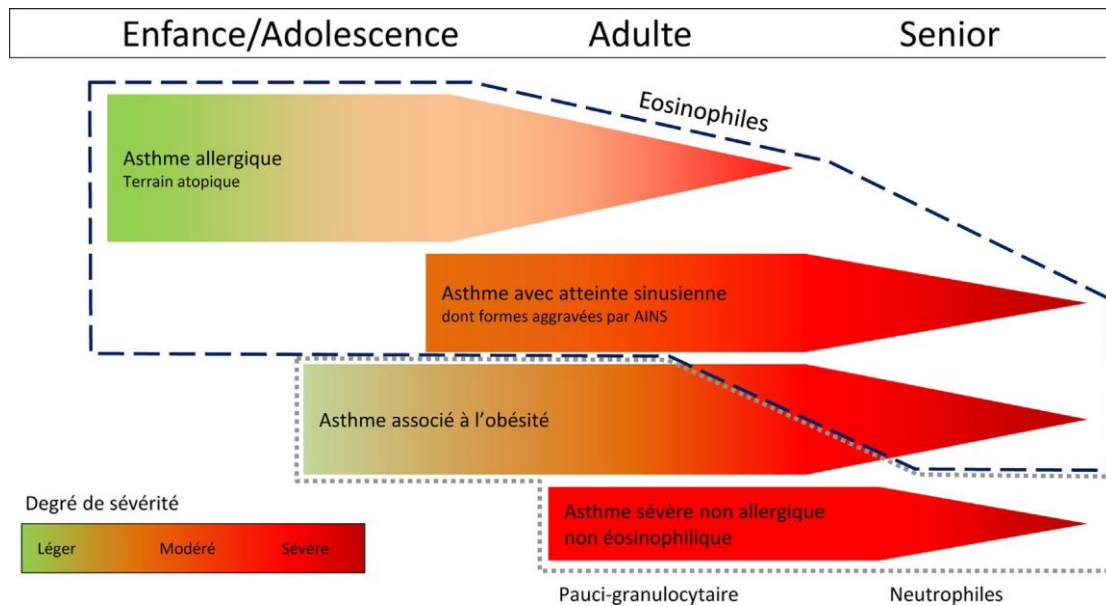 Enfance/Adolescence Adulte Senior
Eosinophiles
Asthme allergique
Terrain atopique
Asthme avec atteinte sinusienne
dont formes aggravées par AINS
Asthme associé à l'obésité
Degré de sévérité
Léger Modéré Sévère
Asthme sévère non allergique
non éosinophilique
Pauci-granulocytaire Neutrophiles